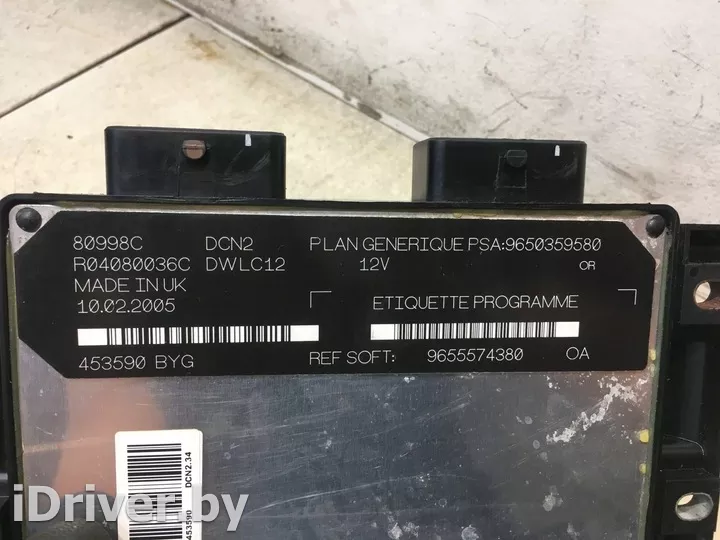 80998C DCN2 PLAN GENERIQUE PSA:9650359580
R04080036C DWLC12 12V OR
MADE IN UK
10.02.2005 ETIQUETTE PROGRAMME
453590 BYG REF SOFT: 9655574380 OA
453590 DCN2.34
iDriver.by